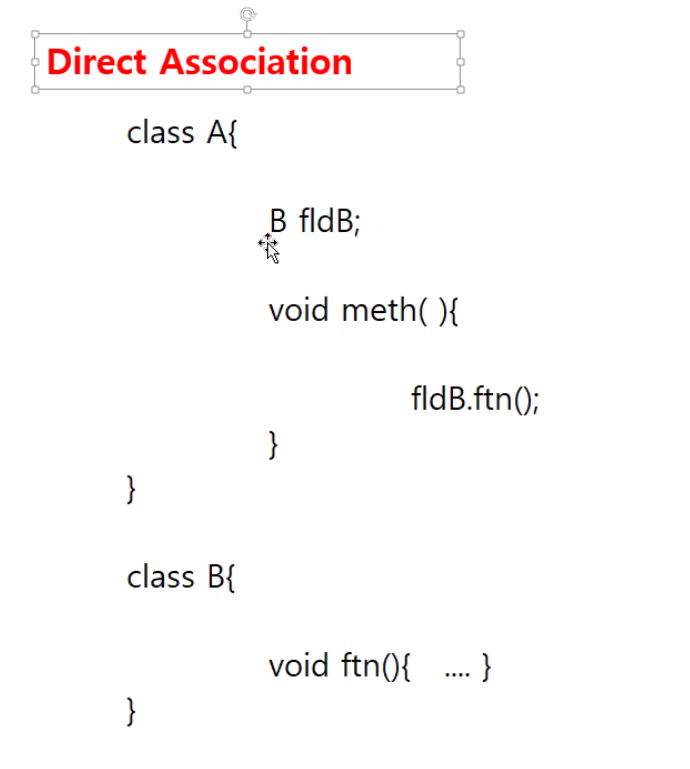 Direct Association
class A{
B fldB;
void meth( ){
fldB.ftn();
}
}
class B{
void ftn(){ .... }
}